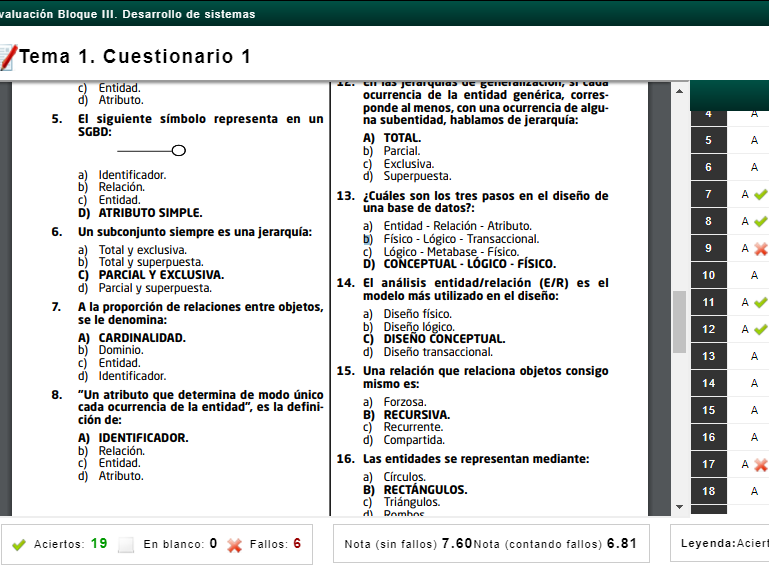 valuación Bloque III. Desarrollo de sistemas
Tema 1. Cuestionario 1
c) Entidad.
d) Atributo.
5. El siguiente símbolo representa en un
SGBD:
a) Identificador.
b) Relación.
c) Entidad.
D) ATRIBUTO SIMPLE.
6. Un subconjunto siempre es una jerarquía:
a) Total y exclusiva.
b) Total y superpuesta.
C) PARCIAL Y EXCLUSIVA.
d) Parcial y superpuesta.
7. A la proporción de relaciones entre objetos,
se le denomina:
A) CARDINALIDAD.
b) Dominio.
c) Entidad.
d) Identificador.
8. "Un atributo que determina de modo único
cada ocurrencia de la entidad", es la defini-
ción de:
A) IDENTIFICADOR.
b) Relación.
c) Entidad.
d) Atributo.
12. En las jerarquías de generalización, si cada
ocurrencia de la entidad genérica, corres-
ponde al menos, con una ocurrencia de algu-
na subentidad, hablamos de jerarquía:
A) TOTAL.
b) Parcial.
c) Exclusiva.
d) Superpuesta.
13. ¿Cuáles son los tres pasos en el diseño de
una base de datos?:
a) Entidad - Relación - Atributo.
b) Físico - Lógico - Transaccional.
c) Lógico - Metabase - Físico.
D) CONCEPTUAL - LÓGICO - FÍSICO.
14. El análisis entidad/relación (E/R) es el
modelo más utilizado en el diseño:
a) Diseño físico.
b) Diseño lógico.
C) DISEÑO CONCEPTUAL.
d) Diseño transaccional.
15. Una relación que relaciona objetos consigo
mismo es:
a) Forzosa.
B) RECURSIVA.
c) Recurrente.
d) Compartida.
16. Las entidades se representan mediante:
a) Círculos.
B) RECTÁNGULOS.
c) Triángulos.
d) Rombos.
4 A
5 A
6 A
7 A
8 A
9 A
10 A
11 A
12 A
13 A
14 A
15 A
16 A
17 A
18 A
Aciertos: 19 En blanco: 0 Fallos: 6
Nota (sin fallos) 7.60 Nota (contando fallos) 6.81
Leyenda:Aciert